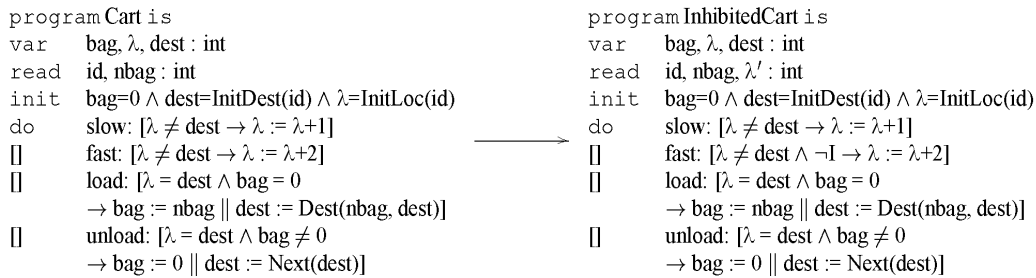 program Cart is
var bag, λ, dest : int
read id, nbag : int
init bag=0 ∧ dest=InitDest(id) ∧ λ=InitLoc(id)
do slow: [λ ≠ dest → λ := λ+1]
[] fast: [λ ≠ dest → λ := λ+2]
[] load: [λ = dest ∧ bag = 0
→ bag := nbag || dest := Dest(nbag, dest)]
[] unload: [λ = dest ∧ bag ≠ 0
→ bag := 0 || dest := Next(dest)]
program InhibitedCart is
var bag, λ, dest : int
read id, nbag, λ' : int
init bag=0 ∧ dest=InitDest(id) ∧ λ=InitLoc(id)
do slow: [λ ≠ dest → λ := λ+1]
[] fast: [λ ≠ dest ∧ ¬I → λ := λ+2]
[] load: [λ = dest ∧ bag = 0
→ bag := nbag || dest := Dest(nbag, dest)]
[] unload: [λ = dest ∧ bag ≠ 0
→ bag := 0 || dest := Next(dest)]